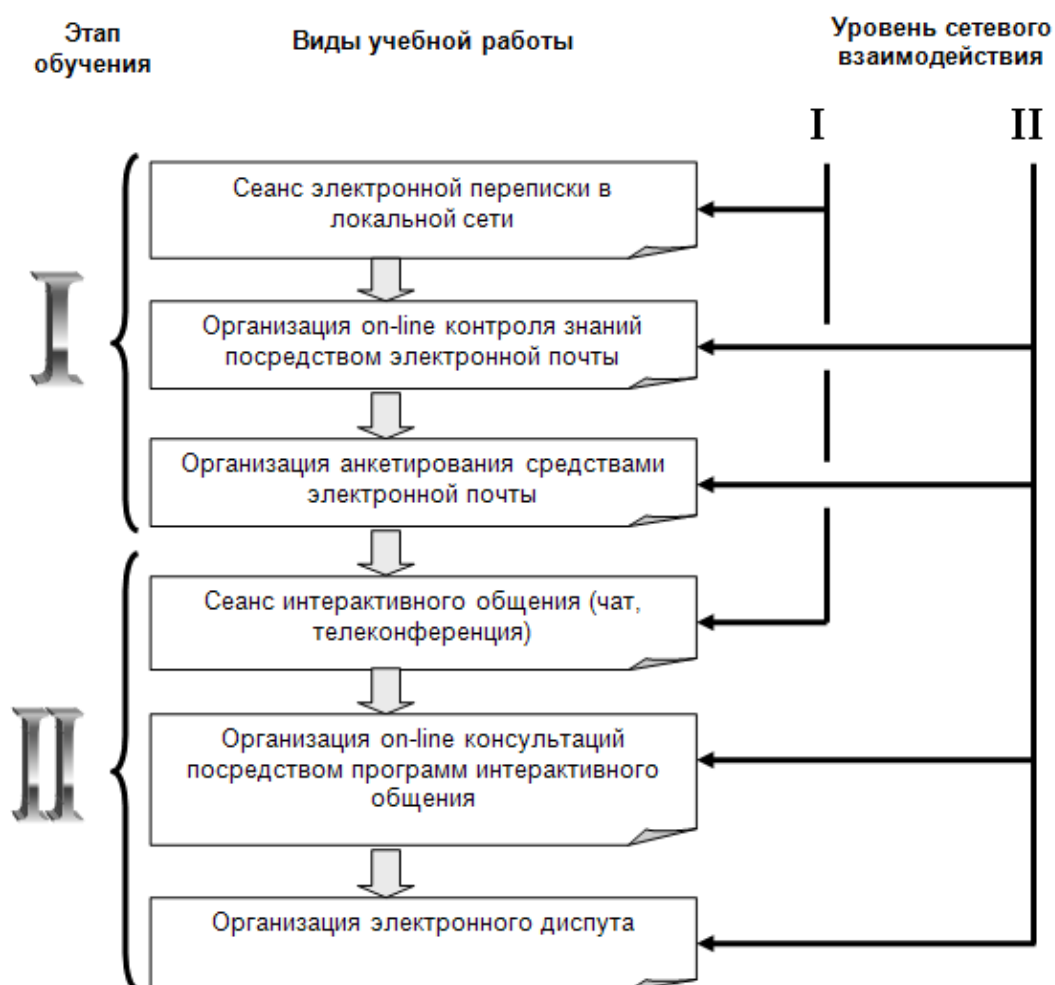 Этап
обучения
Виды учебной работы
Уровень сетевого
взаимодействия
I
II
I
Сеанс электронной переписки в
локальной сети
Организация on-line контроля знаний
посредством электронной почты
Организация анкетирования средствами
электронной почты
II
Сеанс интерактивного общения (чат,
телеконференция)
Организация on-line консультаций
посредством программ интерактивного
общения
Организация электронного диспута